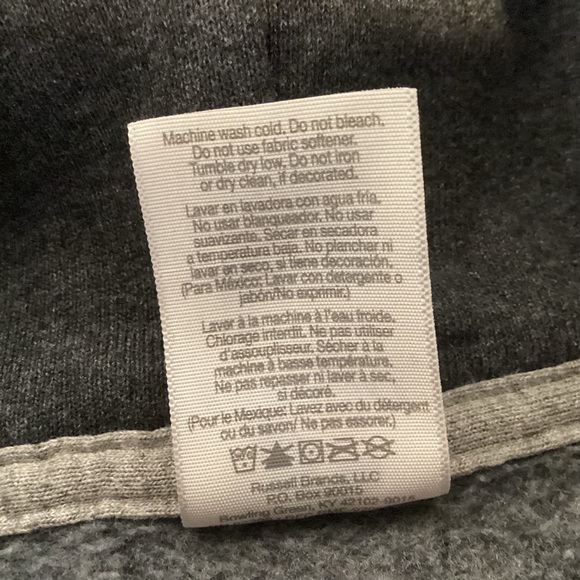 Machine wash cold. Do not bleach.
Do not use fabric softener.
Tumble dry low, Do not iron
or dry clean, if decorated.
Lavar en lavadora con agua fría.
No usar blanqueador. No usar
suavizante. Secar en secadora
a temperatura baja. No planchar ni
lavar en seco, si tiene decoración.
(Para México: Lavar con detergente o
jabón/No exprimir.)
Laver à la machine à l'eau froide.
Chlorage interdit. Ne pas utiliser
d'assouplisseur. Sécher à la
machine à basse température.
Ne pas repasser ni laver à sec,
si décoré.
(Pour le Mexique: Lavez avec du détergent
ou du savon/ Ne pas essorer.)
Russell Brands, LLC
P.O. Box 90015
Bowling Green, KY 42102-9015